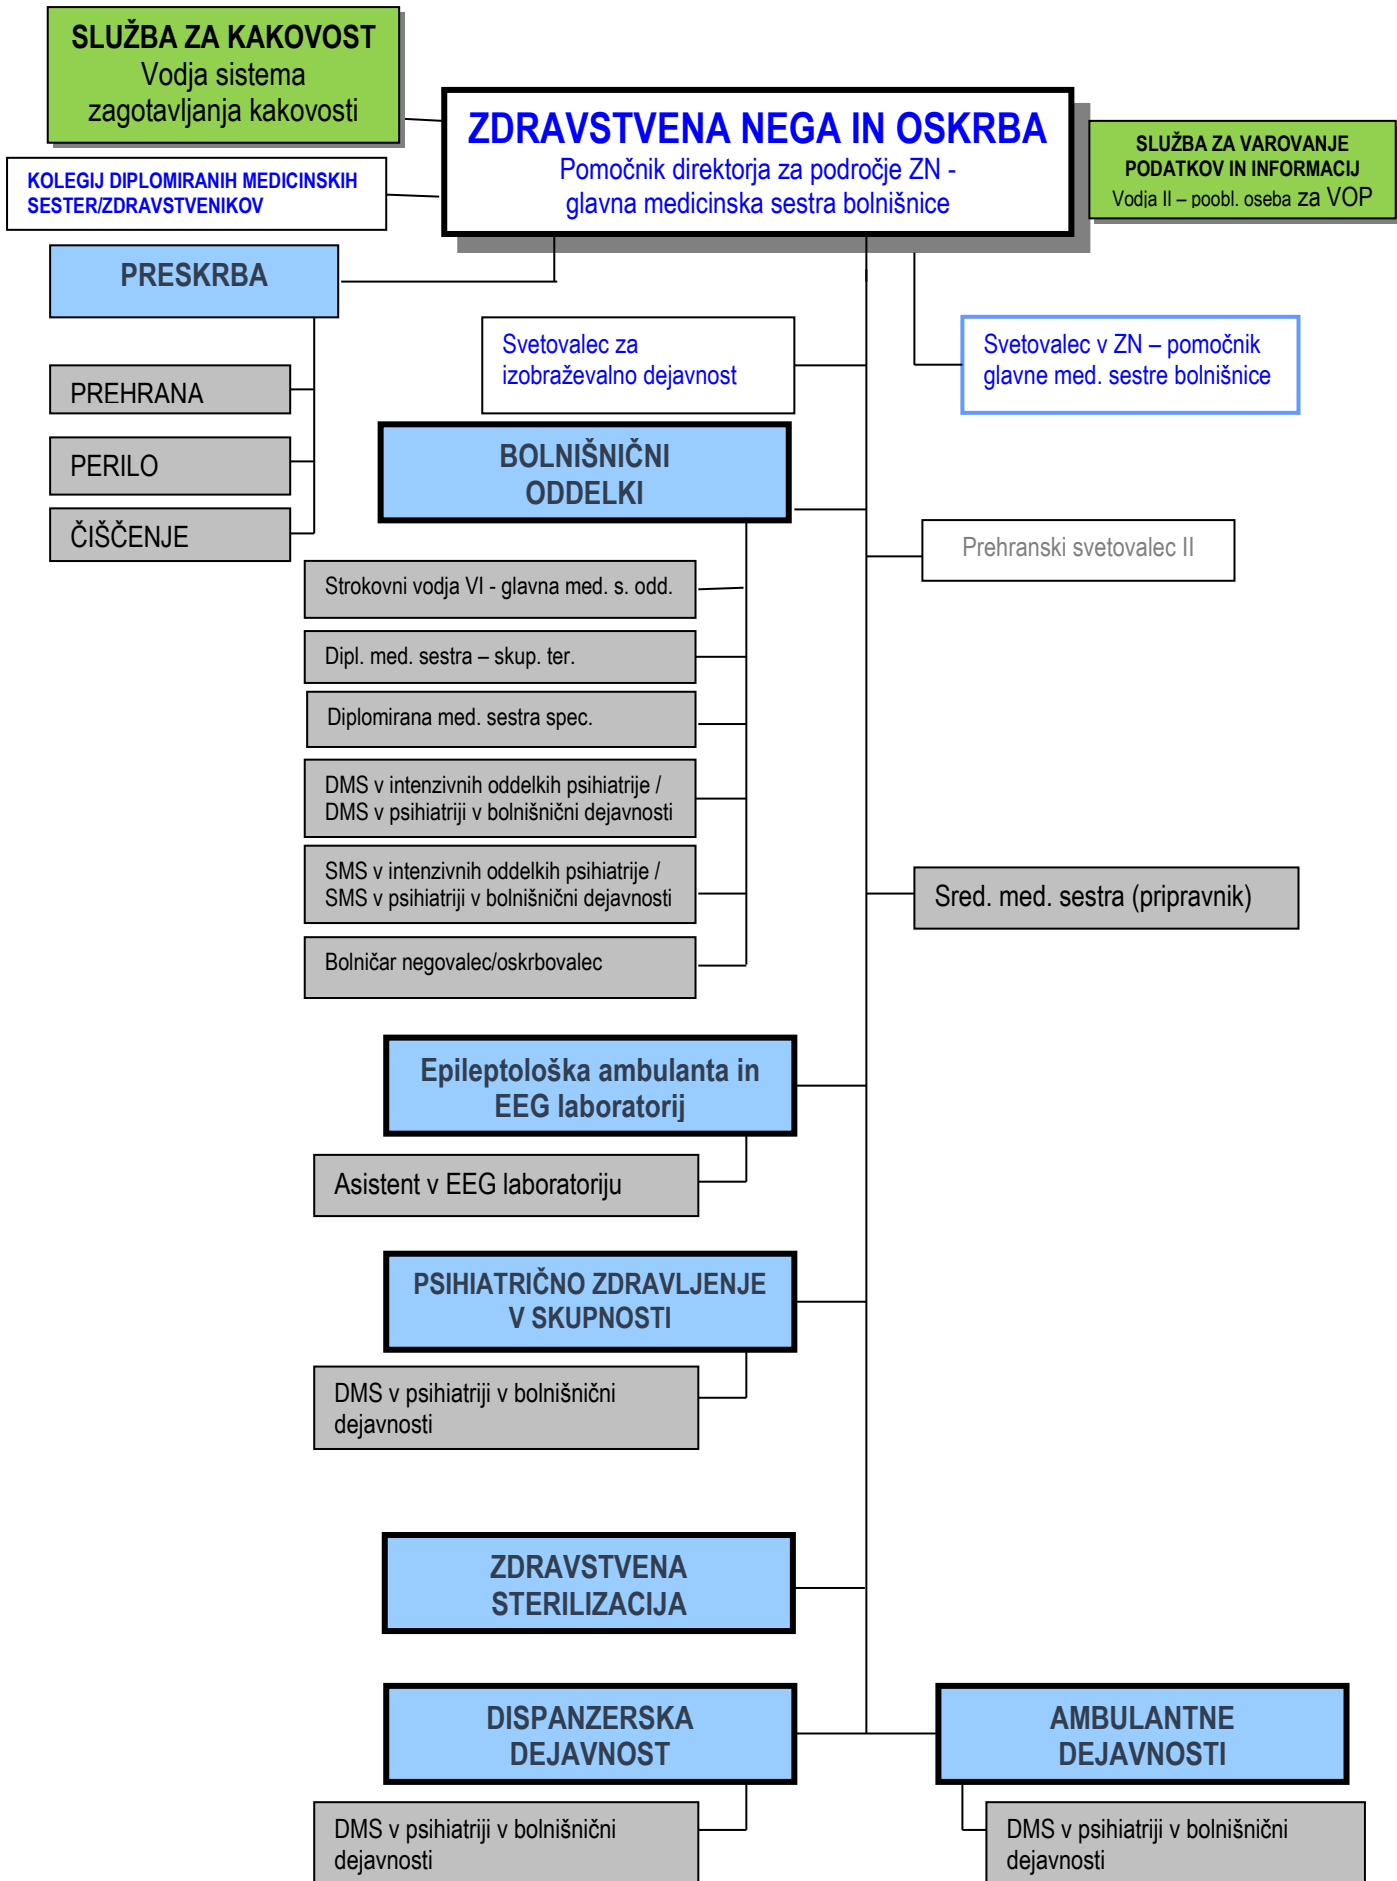 SLUŽBA ZA KAKOVOST
Vodja sistema
zagotavljanja kakovosti
ZDRAVSTVENA NEGA IN OSKRBA
Pomočnik direktorja za področje ZN -
glavna medicinska sestra bolnišnice
SLUŽBA ZA VAROVANJE
PODATKOV IN INFORMACIJ
Vodja II – poobl. oseba za VOP
KOLEGIJ DIPLOMIRANIH MEDICINSKIH
SESTER/ZDRAVSTVENIKOV
PRESKRBA
PREHRANA
PERILO
ČIŠČENJE
Svetovalec za
izobraževalno dejavnost
Svetovalec v ZN – pomočnik
glavne med. sestre bolnišnice
BOLNIŠNIČNI
ODDELKI
Prehranski svetovalec II
Strokovni vodja VI - glavna med. s. odd.
Dipl. med. sestra – skup. ter.
Diplomirana med. sestra spec.
DMS v intenzivnih oddelkih psihiatrije /
DMS v psihiatriji v bolnišnični dejavnosti
SMS v intenzivnih oddelkih psihiatrije /
SMS v psihiatriji v bolnišnični dejavnosti
Sred. med. sestra (pripravnik)
Bolničar negovalec/oskrbovalec
Epileptološka ambulanta in
EEG laboratorij
Asistent v EEG laboratoriju
PSIHIATRIČNO ZDRAVLJENJE
V SKUPNOSTI
DMS v psihiatriji v bolnišnični
dejavnosti
ZDRAVSTVENA
STERILIZACIJA
DISPANZERSKA
DEJAVNOST
DMS v psihiatriji v bolnišnični
dejavnosti
AMBULANTNE
DEJAVNOSTI
DMS v psihiatriji v bolnišnični
dejavnosti